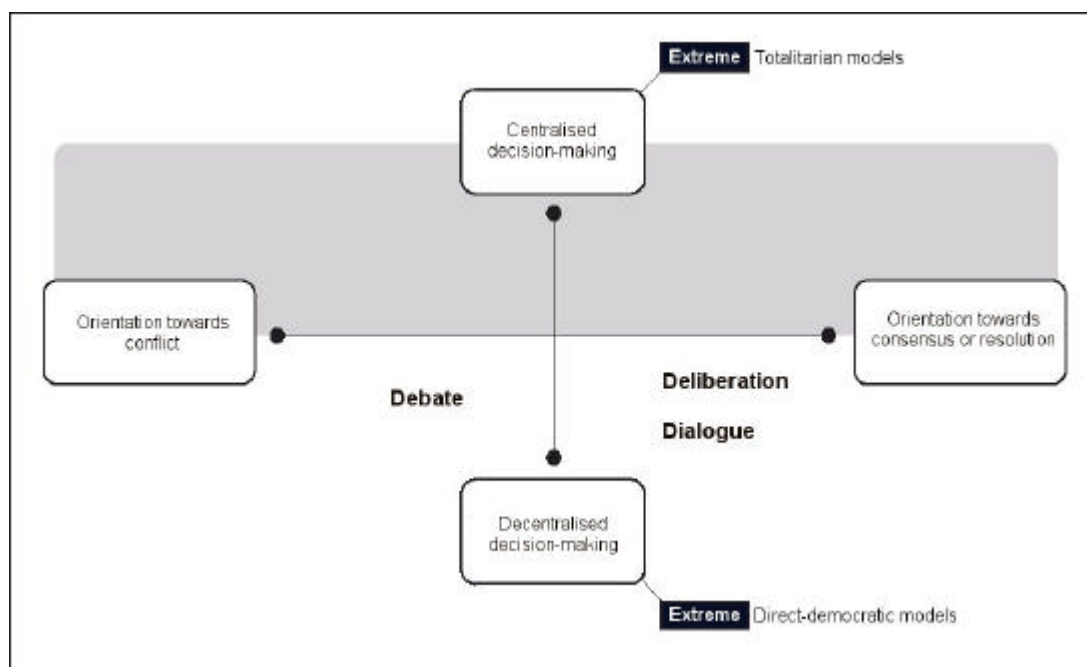 Extreme Totalitarian models
Centralised
decision-making
Orientation towards
conflict
Orientation towards
consensus or resolution
Debate
Deliberation
Dialogue
Decentralised
decision-making
Extreme Direct-democratic models